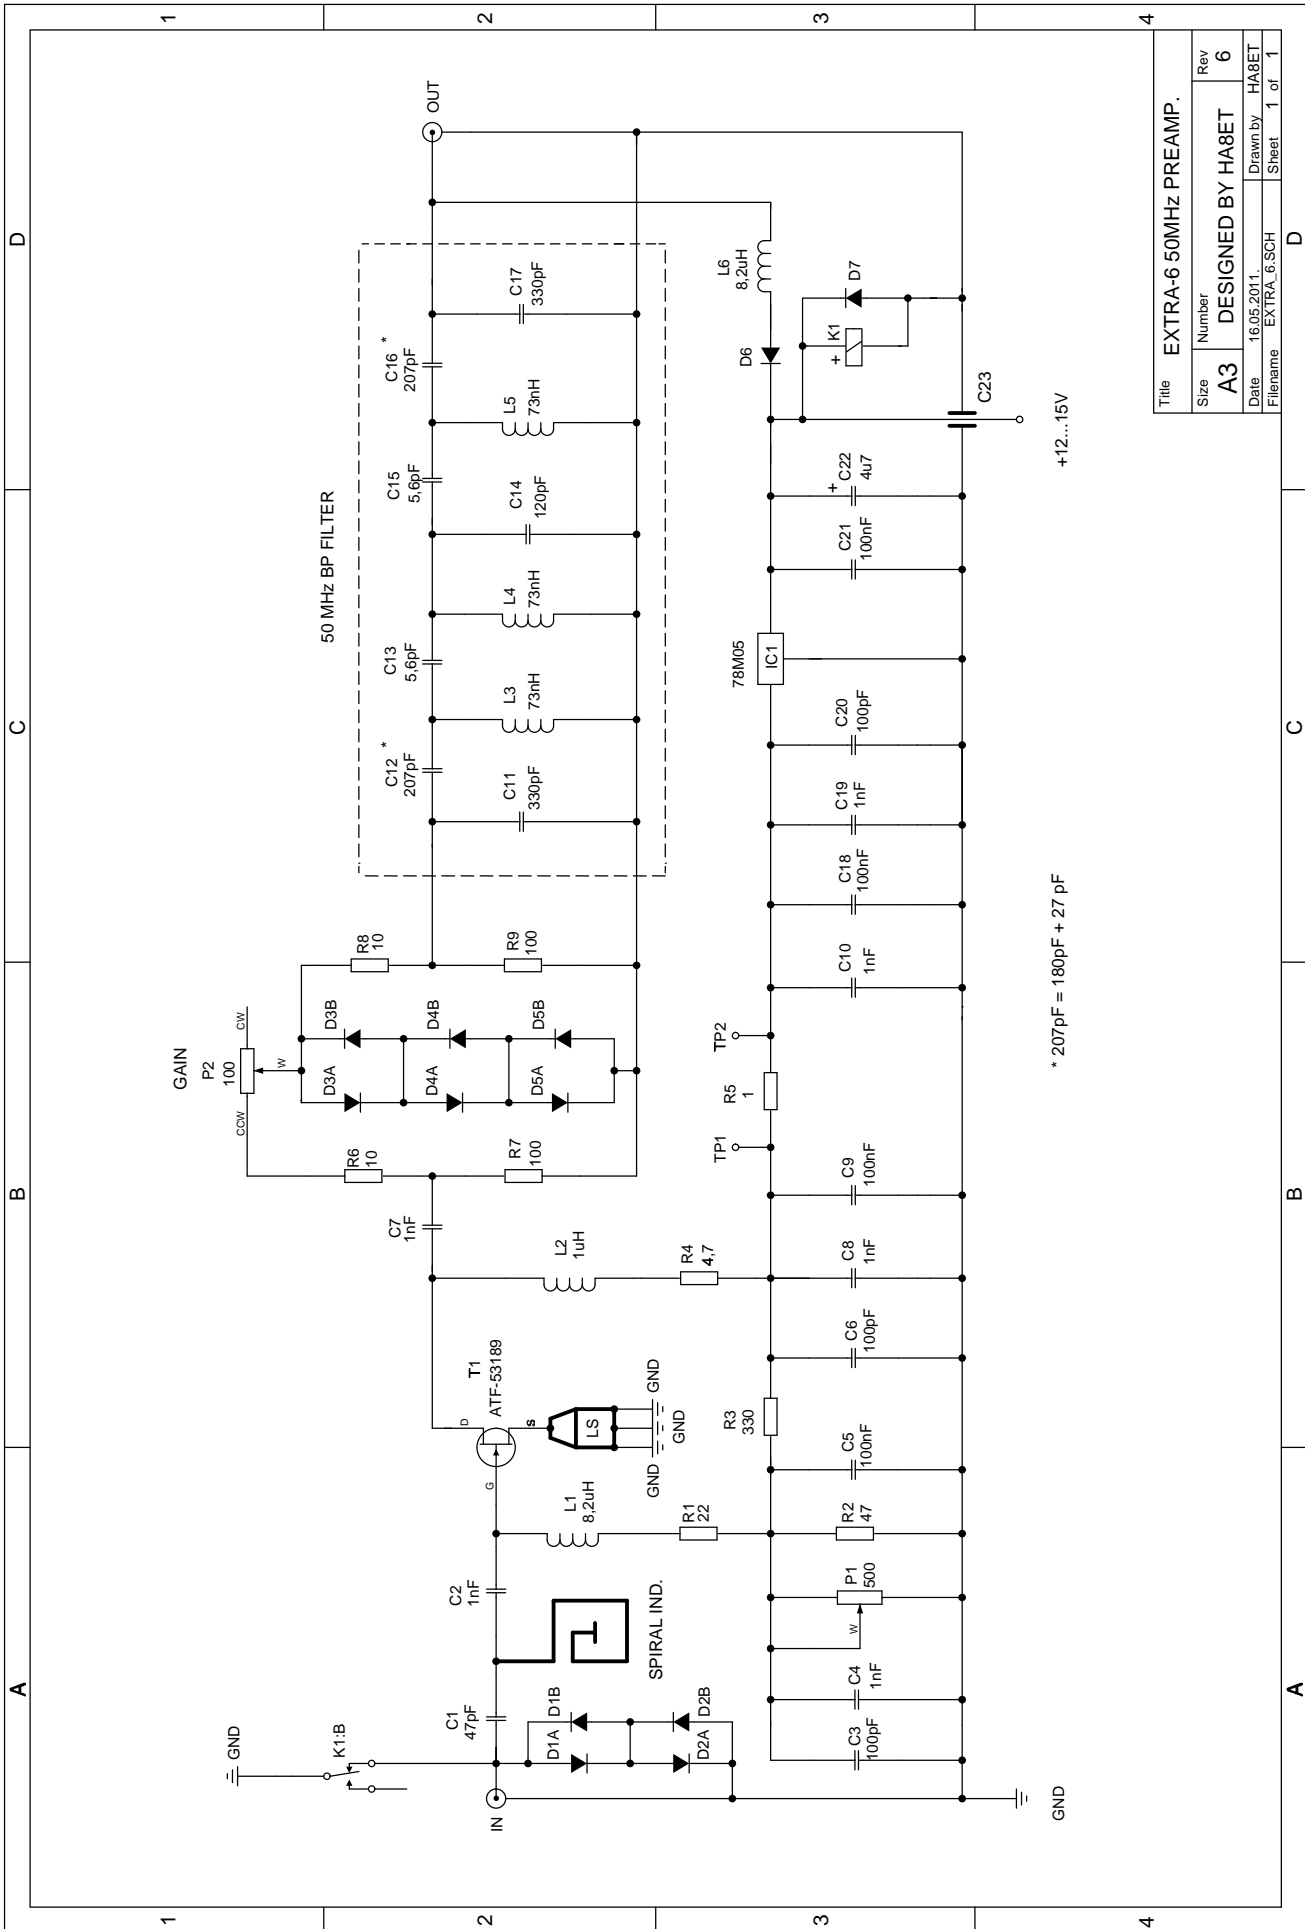 1
2
3
4
A
B
C
D
GND
K1:B
IN
C1
47pF
D1A
D1B
D2A
D2B
SPIRAL IND.
C2
1nF
L1
8,2uH
R1
22
G
D
S
T1
ATF-53189
LS
GND
GND
GND
L2
1uH
R4
4,7
C7
1nF
GAIN
P2
100
CCW
CW
W
R6
10
R7
100
D3A
D3B
D4A
D4B
D5A
D5B
R8
10
R9
100
50 MHz BP FILTER
C11
330pF
C12 *
207pF
L3
73nH
C13
5,6pF
L4
73nH
C14
120pF
C15
5,6pF
L5
73nH
C16 *
207pF
C17
330pF
OUT
C3
100pF
C4
1nF
P1
500
W
R2
47
C5
100nF
R3
330
C6
100pF
C8
1nF
C9
100nF
TP1
R5
1
TP2
C10
1nF
C18
100nF
C19
1nF
C20
100pF
78M05
IC1
C21
100nF
+
C22
4u7
D6
L6
8,2uH
+
K1
D7
C23
+12...15V
GND
* 207pF = 180pF + 27 pF
Title
EXTRA-6 50MHz PREAMP.
Size
A3
Number
DESIGNED BY HA8ET
Rev
6
Date
16.05.2011.
Drawn by
HA8ET
Filename
EXTRA_6.SCH
Sheet
1 of 1
A
B
C
D
1
2
3
4